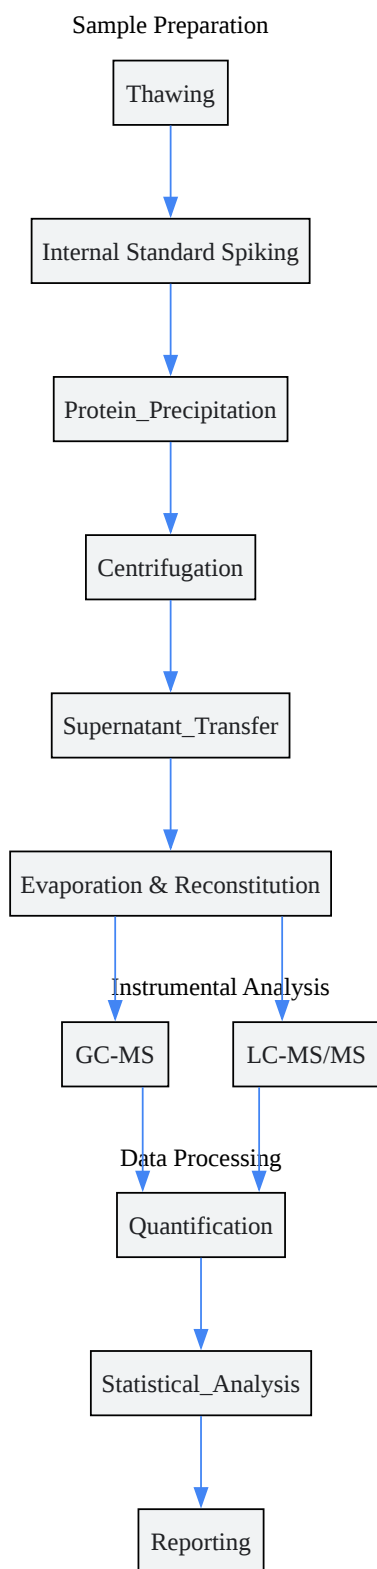 Sample Preparation
Thawing
Internal Standard Spiking
Protein_Precipitation
Centrifugation
Supernatant_Transfer
Evaporation & Reconstitution
Instrumental Analysis
GC-MS
LC-MS/MS
Data Processing
Quantification
Statistical_Analysis
Reporting